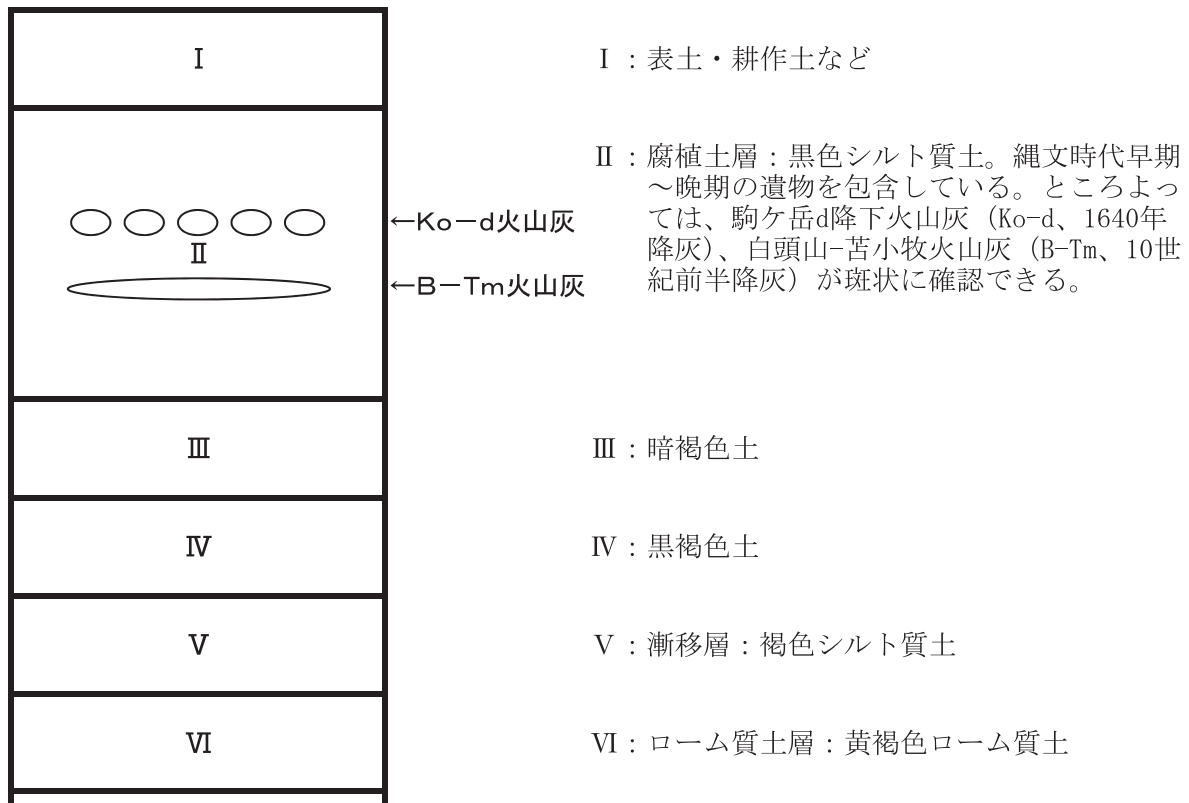 Ⅰ
Ⅰ：表土・耕作土など
Ⅱ
←Ko－d火山灰
←B－Tm火山灰
Ⅱ：腐植土層：黒色シルト質土。縄文時代早期
～晩期の遺物を包含している。ところよっ
ては、駒ケ岳d降下火山灰（Ko-d、1640年
降灰）、白頭山-苫小牧火山灰（B-Tm、10世
紀前半降灰）が斑状に確認できる。
Ⅲ
Ⅲ：暗褐色土
Ⅳ
Ⅳ：黒褐色土
Ⅴ
Ⅴ：漸移層：褐色シルト質土
Ⅵ
Ⅵ：ローム質土層：黄褐色ローム質土